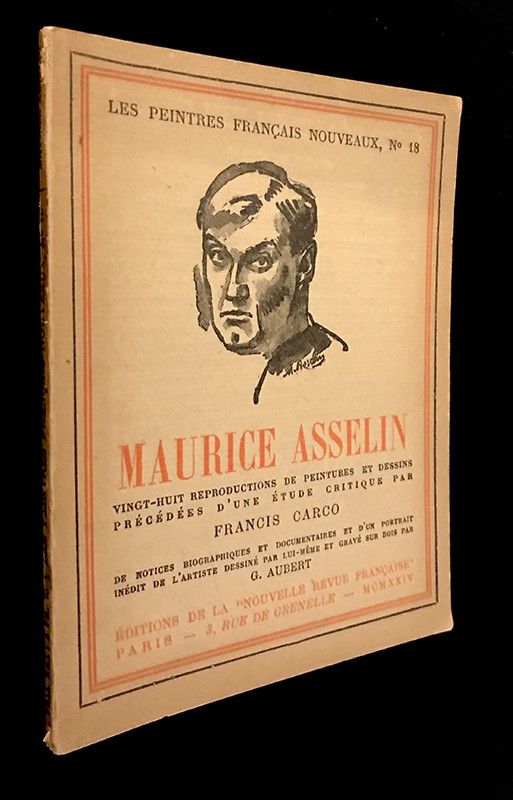 LES PEINTRES FRANÇAIS NOUVEAUX, Nº 18
M. Asselin
MAURICE ASSELIN
VINGT-HUIT REPRODUCTIONS DE PEINTURES ET DESSINS
PRÉCÉDÉES D'UNE ÉTUDE CRITIQUE PAR
FRANCIS CARCO
DE NOTICES BIOGRAPHIQUES ET DOCUMENTAIRES ET D'UN PORTRAIT
INÉDIT DE L'ARTISTE DESSINÉ PAR LUI-MÊME ET GRAVÉ SUR BOIS PAR
G. AUBERT
ÉDITIONS DE LA "NOUVELLE REVUE FRANÇAISE"
PARIS — 3, RUE DE GRENELLE — MCMXXIV